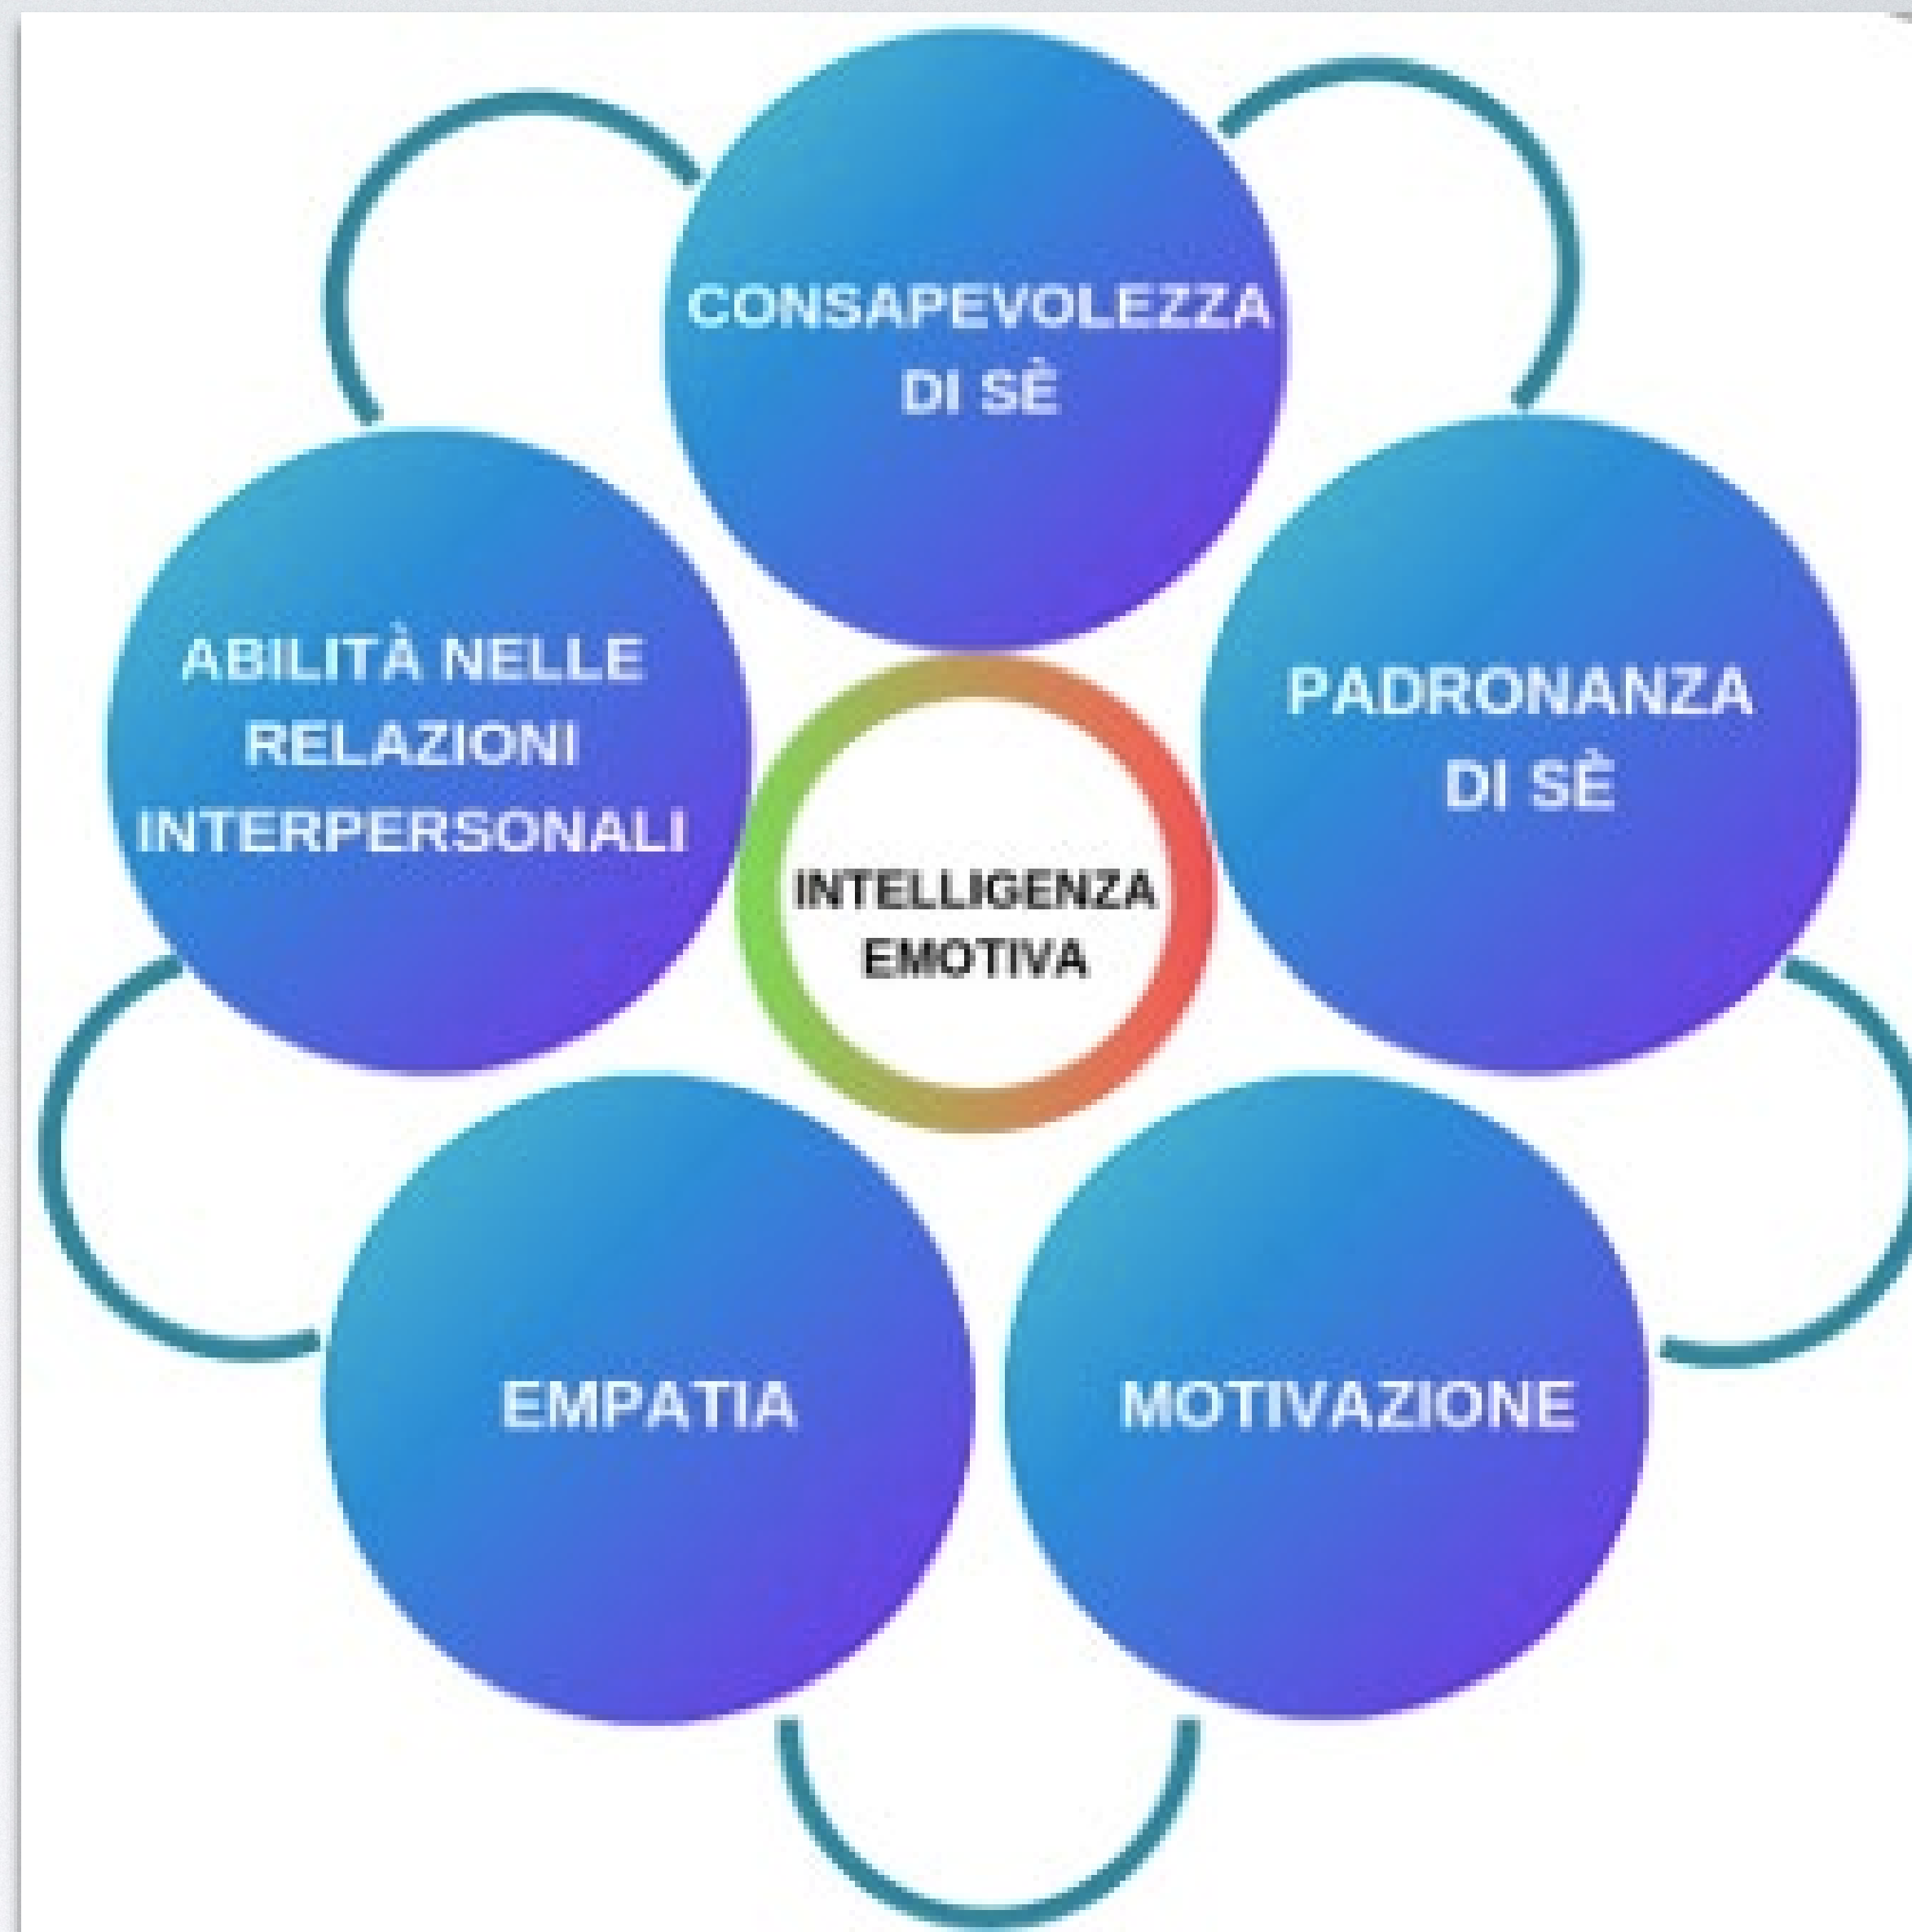 CONSAPEVOLEZZA
DI SÈ
PADRONANZA
DI SÈ
MOTIVAZIONE
EMPATIA
ABILITÀ NELLE
RELAZIONI
INTERPERSONALI
INTELLIGENZA
EMOTIVA